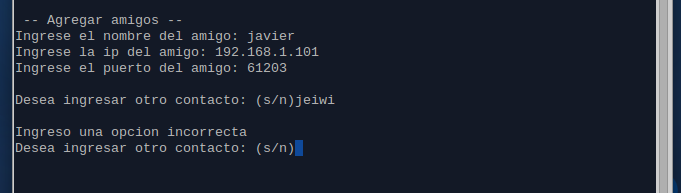 -- Agregar amigos --
Ingrese el nombre del amigo: javier
Ingrese la ip del amigo: 192.168.1.101
Ingrese el puerto del amigo: 61203
Desea ingresar otro contacto: (s/n)jeiwi
Ingreso una opcion incorrecta
Desea ingresar otro contacto: (s/n)